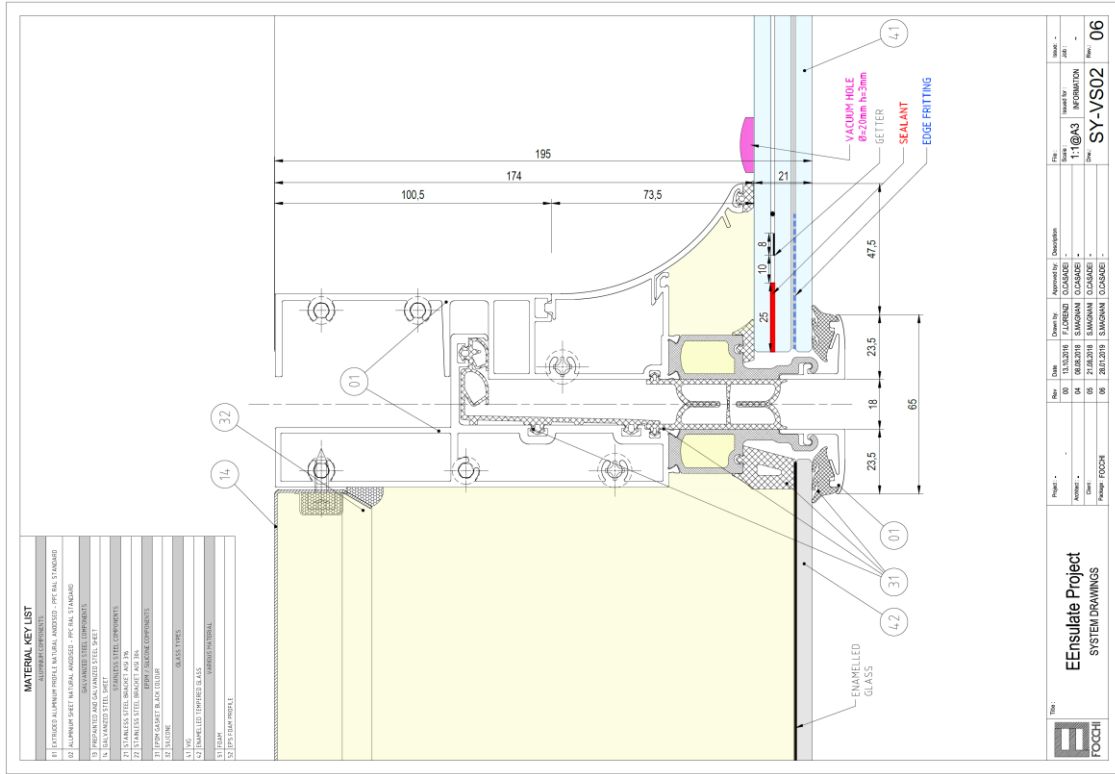 MATERIAL KEY LIST
ALUMINIUM COMPONENTS
01 EXTRUDED ALUMINIUM PROFILE NATURAL ANODISED - PPC RAL STANDARD
02 ALUMINIUM SHEET NATURAL ANODISED - PPC RAL STANDARD
GALVANIZED STEEL COMPONENTS
13 PREPAINTED AND GALVANIZED STEEL SHEET
14 GALVANIZED STEEL SHEET
STAINLESS STEEL COMPONENTS
21 STAINLESS STEEL BRACKET AISI 316
22 STAINLESS STEEL BRACKET AISI 304
EPDM / SILICONE COMPONENTS
31 EPDM GASKET BLACK COLOUR
32 SILICONE
GLASS TYPES
41 VIG
42 ENAMELLED TEMPERED GLASS
VARIOUS MATERIAL
51 FOAM
52 EPS FOAM PROFILE
14
32
01
195
174
100,5
73,5
21
VACUUM HOLE
Ø=20mm h=3mm
GETTER
SEALANT
EDGE FRITTING
41
8
10
25
47,5
23,5
18
23,5
65
01
31
42
ENAMELLED
GLASS
FOCCHI
Title :
EEnsulate Project
SYSTEM DRAWINGS
Project : -
Architect : -
Client : -
Package : FOCCHI
Rev Date Drawn by: Approved by: Description
00 13.10.2016 F.LORENZI O.CASADEI -
04 08.08.2018 S.MAGNANI O.CASADEI -
05 21.08.2018 S.MAGNANI O.CASADEI -
06 28.01.2019 S.MAGNANI O.CASADEI -
File :
Scale :
1:1@A3
Issued for :
INFORMATION
Issue: -
Job : -
Drw.:
SY-VS02
Rev.:
06